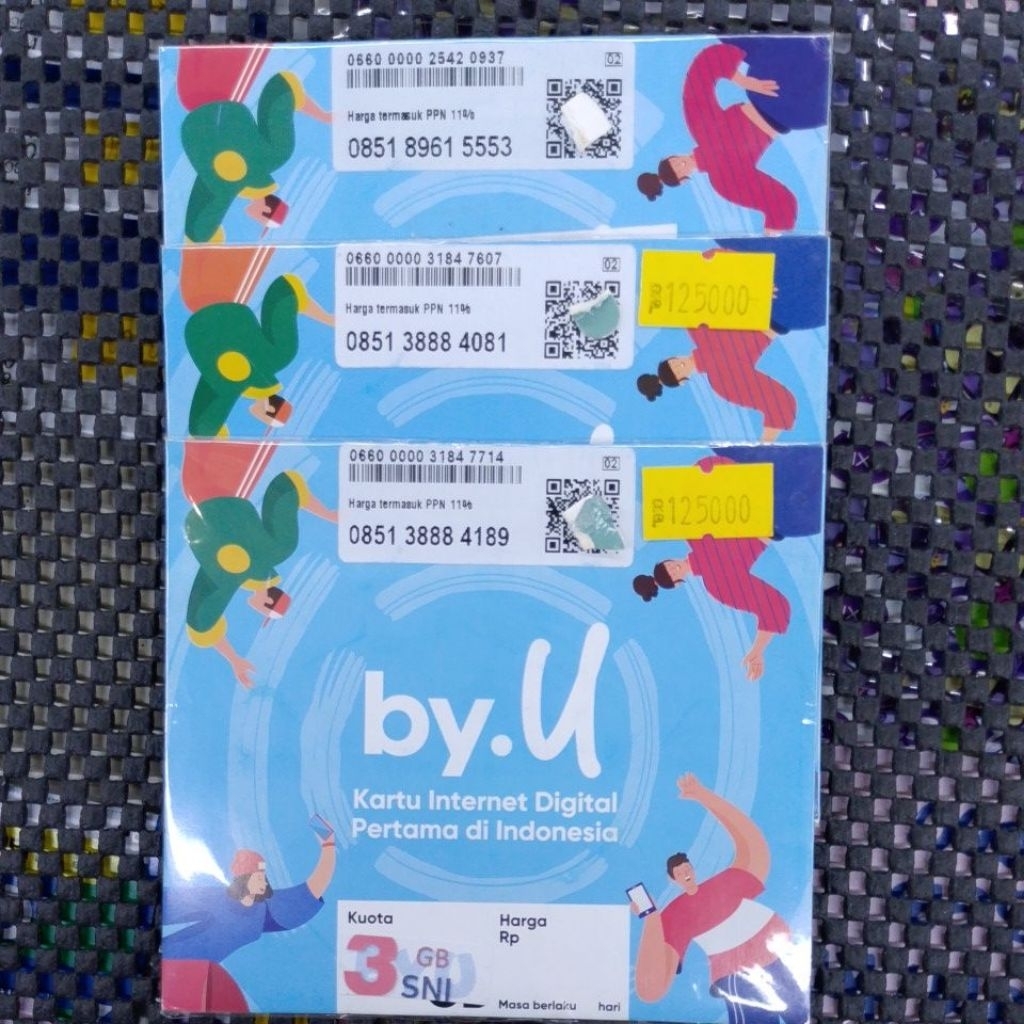 0660 0000 2542 0937
02
Harga termasuk PPN 11%
0851 8961 5553
0660 0000 3184 7607
02
Harga termasuk PPN 11%
0851 3888 4081
125000
0660 0000 3184 7714
02
Harga termasuk PPN 11%
0851 3888 4189
125000
by.U
Kartu Internet Digital
Pertama di Indonesia
Kuota
Harga
Rp
3 GB
SNI
Masa berlaku hari